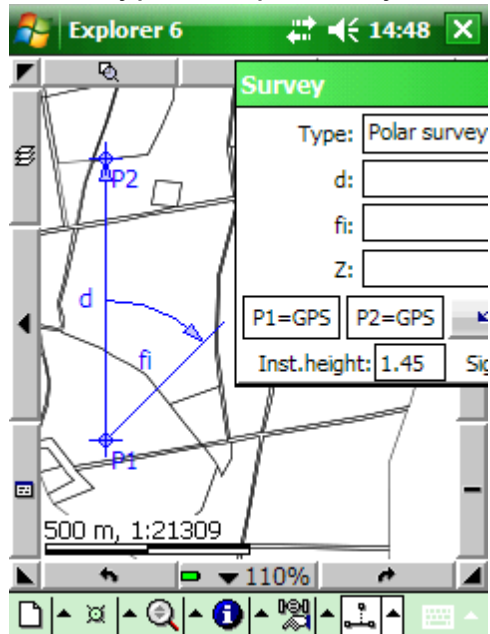 Explorer 6 14:48
Survey
Type: Polar survey
P2
d:
fi:
Z:
d
P1=GPS P2=GPS
fi
Inst.height: 1.45
P1
500 m, 1:21309
110%